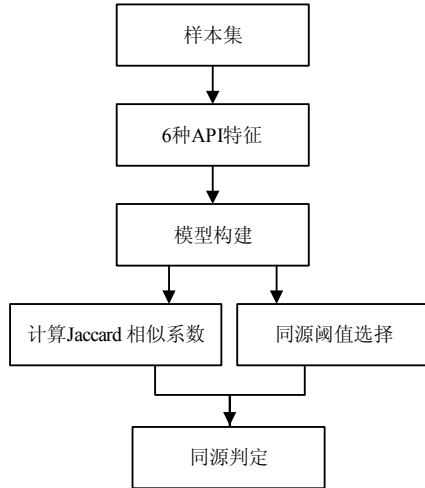 样本集
6种API特征
模型构建
计算Jaccard 相似系数
同源阈值选择
同源判定